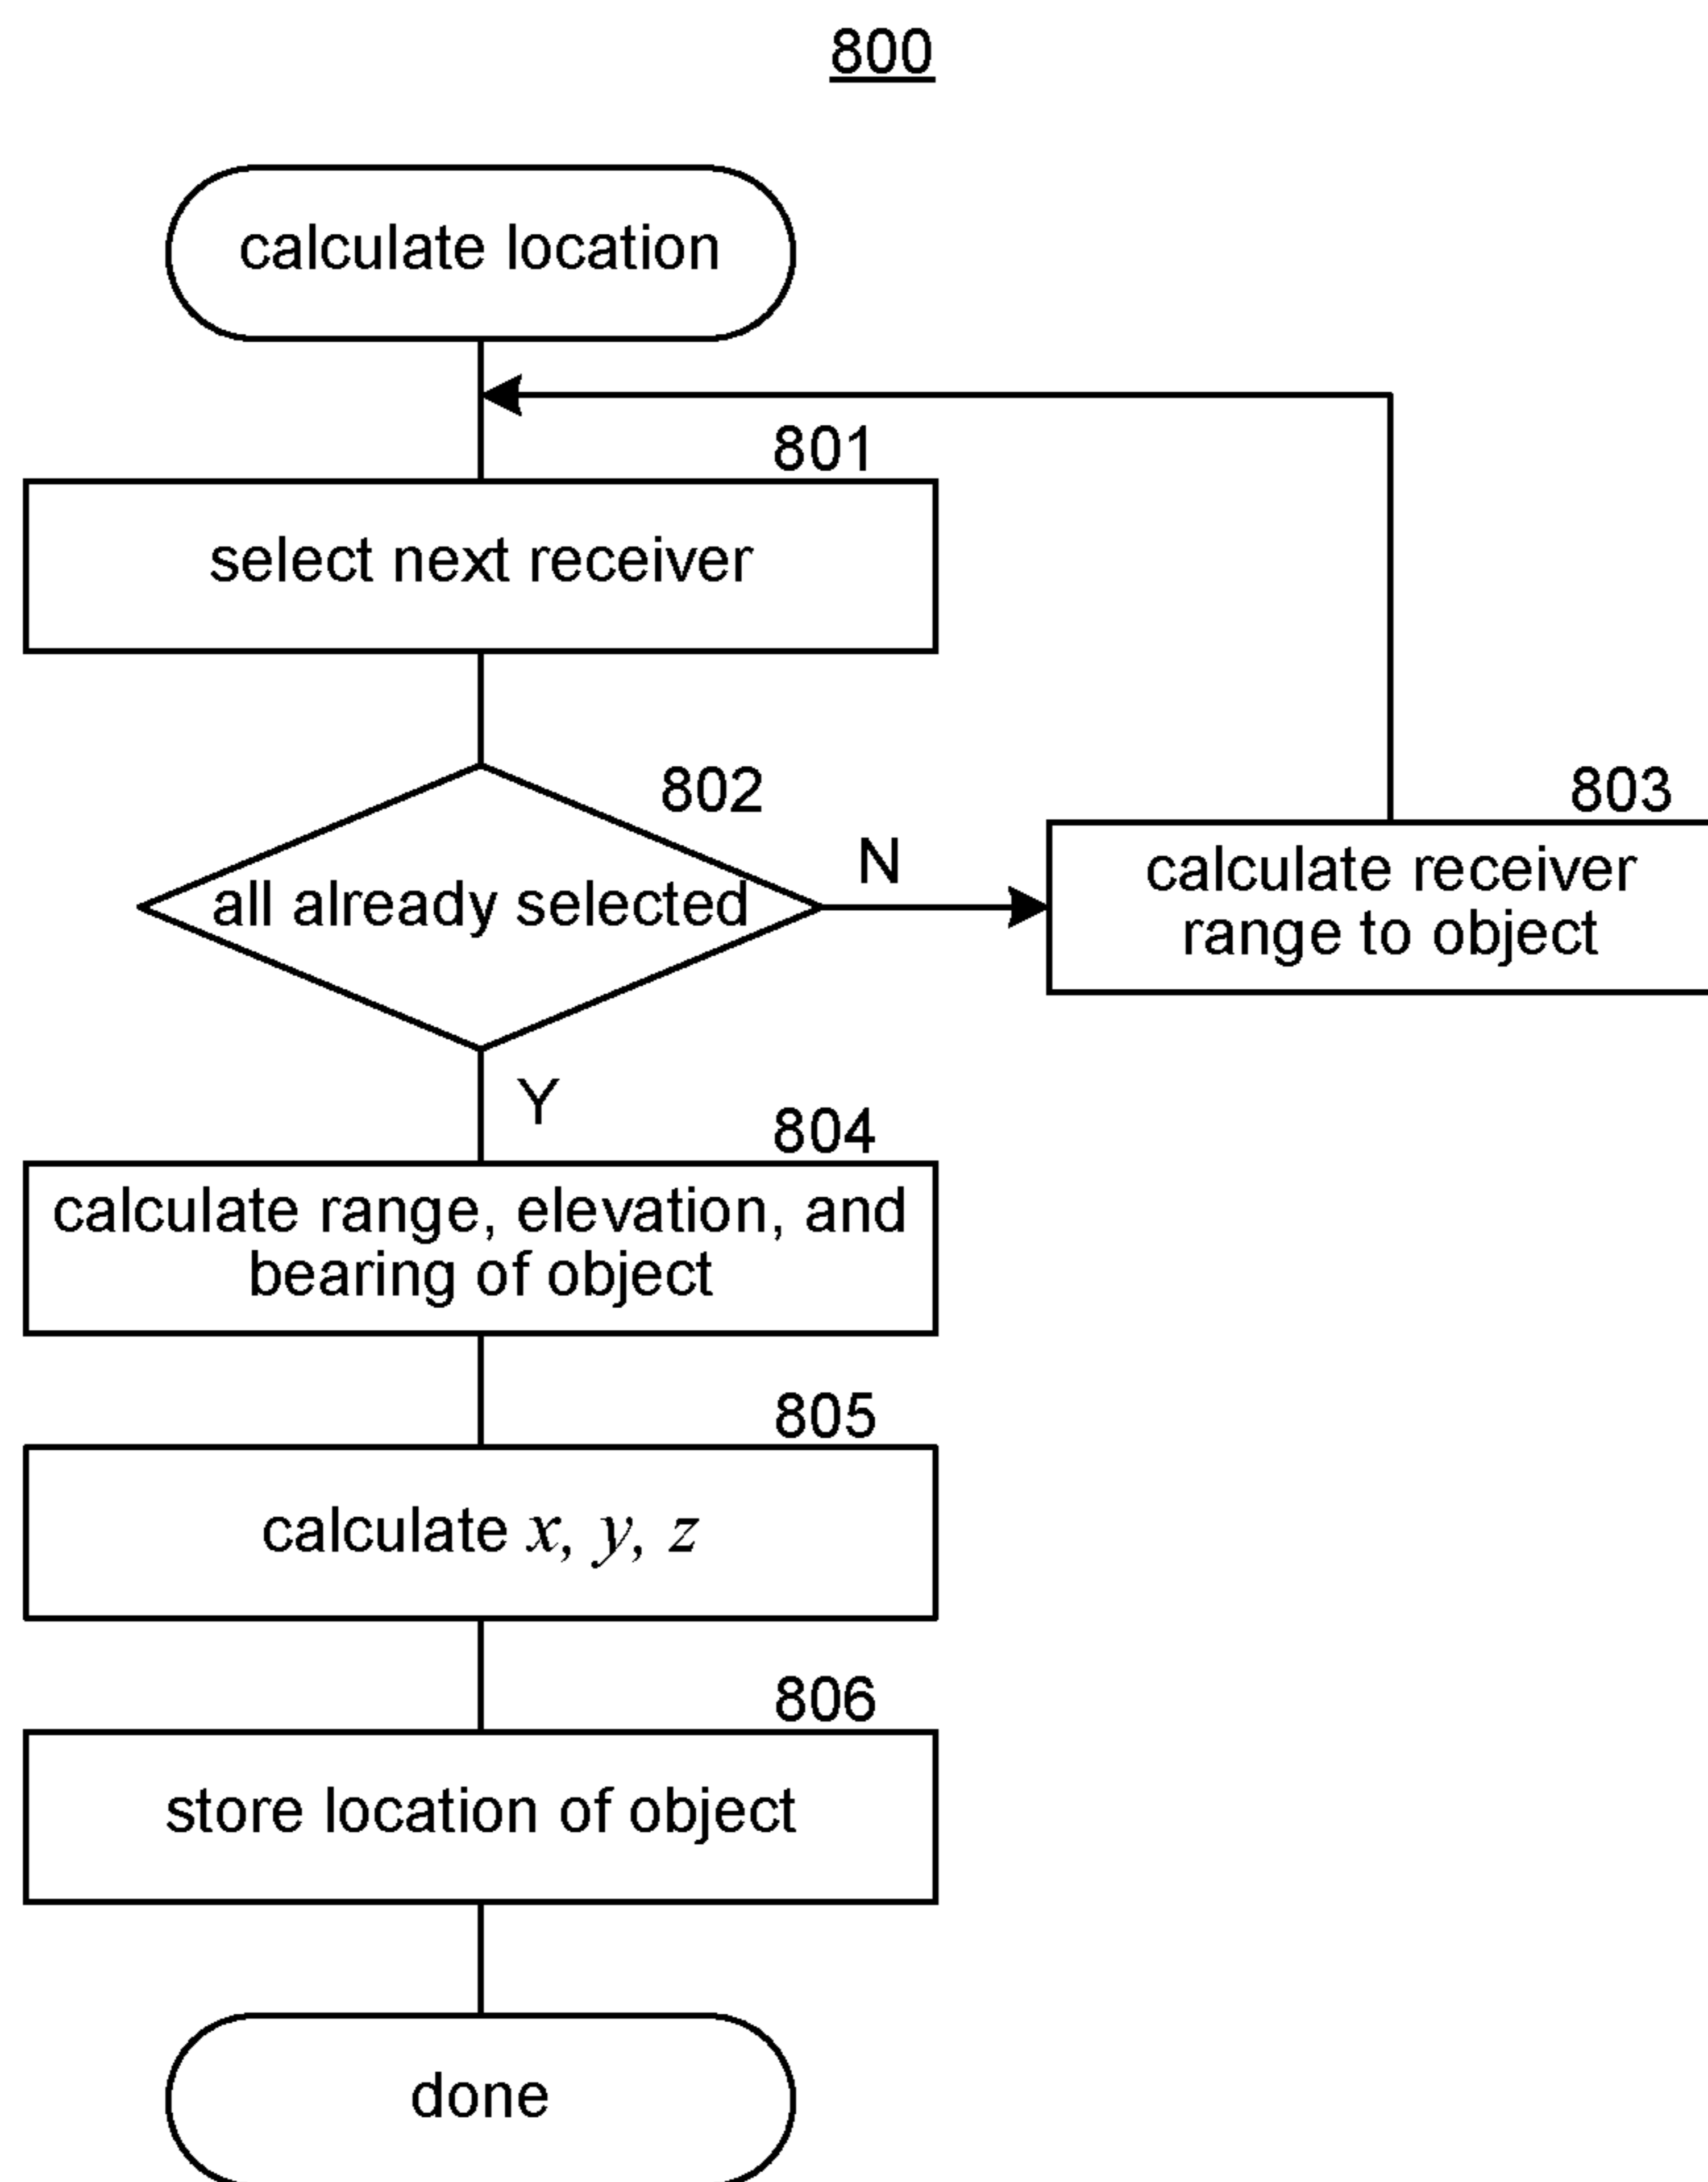 800
calculate location
801
select next receiver
802
all already selected
N
803
calculate receiver
range to object
Y
804
calculate range, elevation, and
bearing of object
805
calculate x, y, z
806
store location of object
done